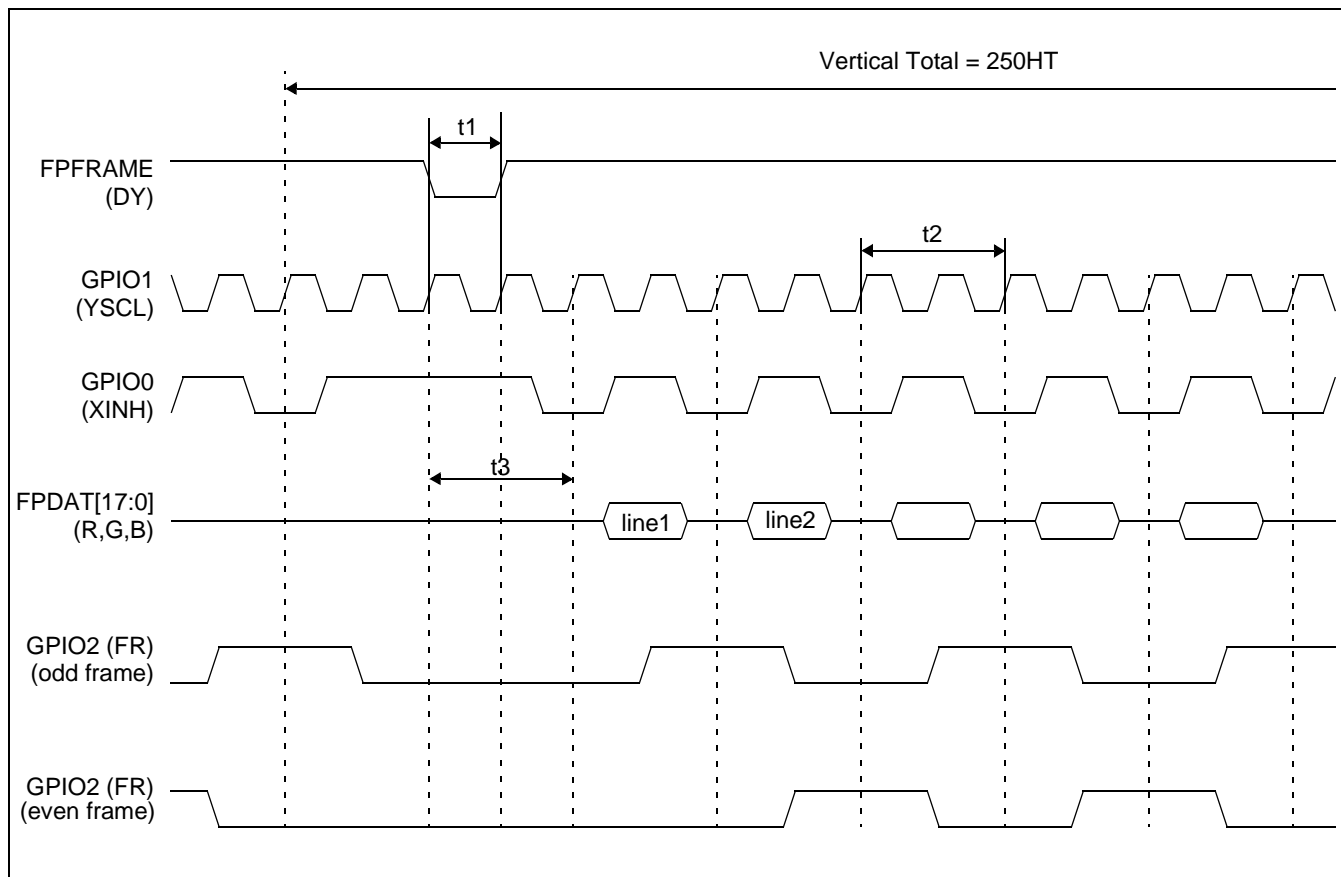 Vertical Total = 250HT
t1
FPFRAME
(DY)
t2
GPIO1
(YSCL)
GPIO0
(XINH)
t3
FPDAT[17:0]
(R,G,B)
line1
line2
GPIO2 (FR)
(odd frame)
GPIO2 (FR)
(even frame)